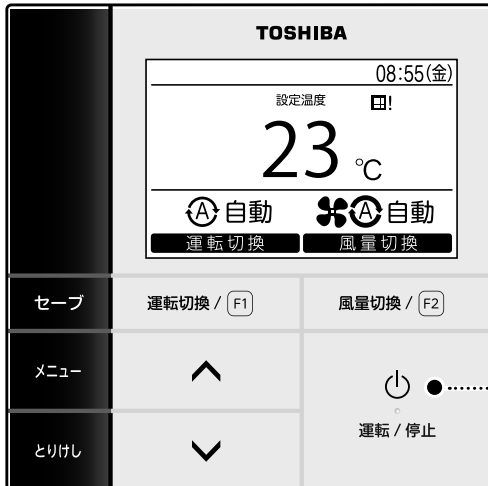 TOSHIBA
08:55(金)
設定温度 !
23 ℃
A 自動 A 自動
運転切換 風量切換
セーブ 運転切換 / F1 風量切換 / F2
メニュー
運転 / 停止
とりけし